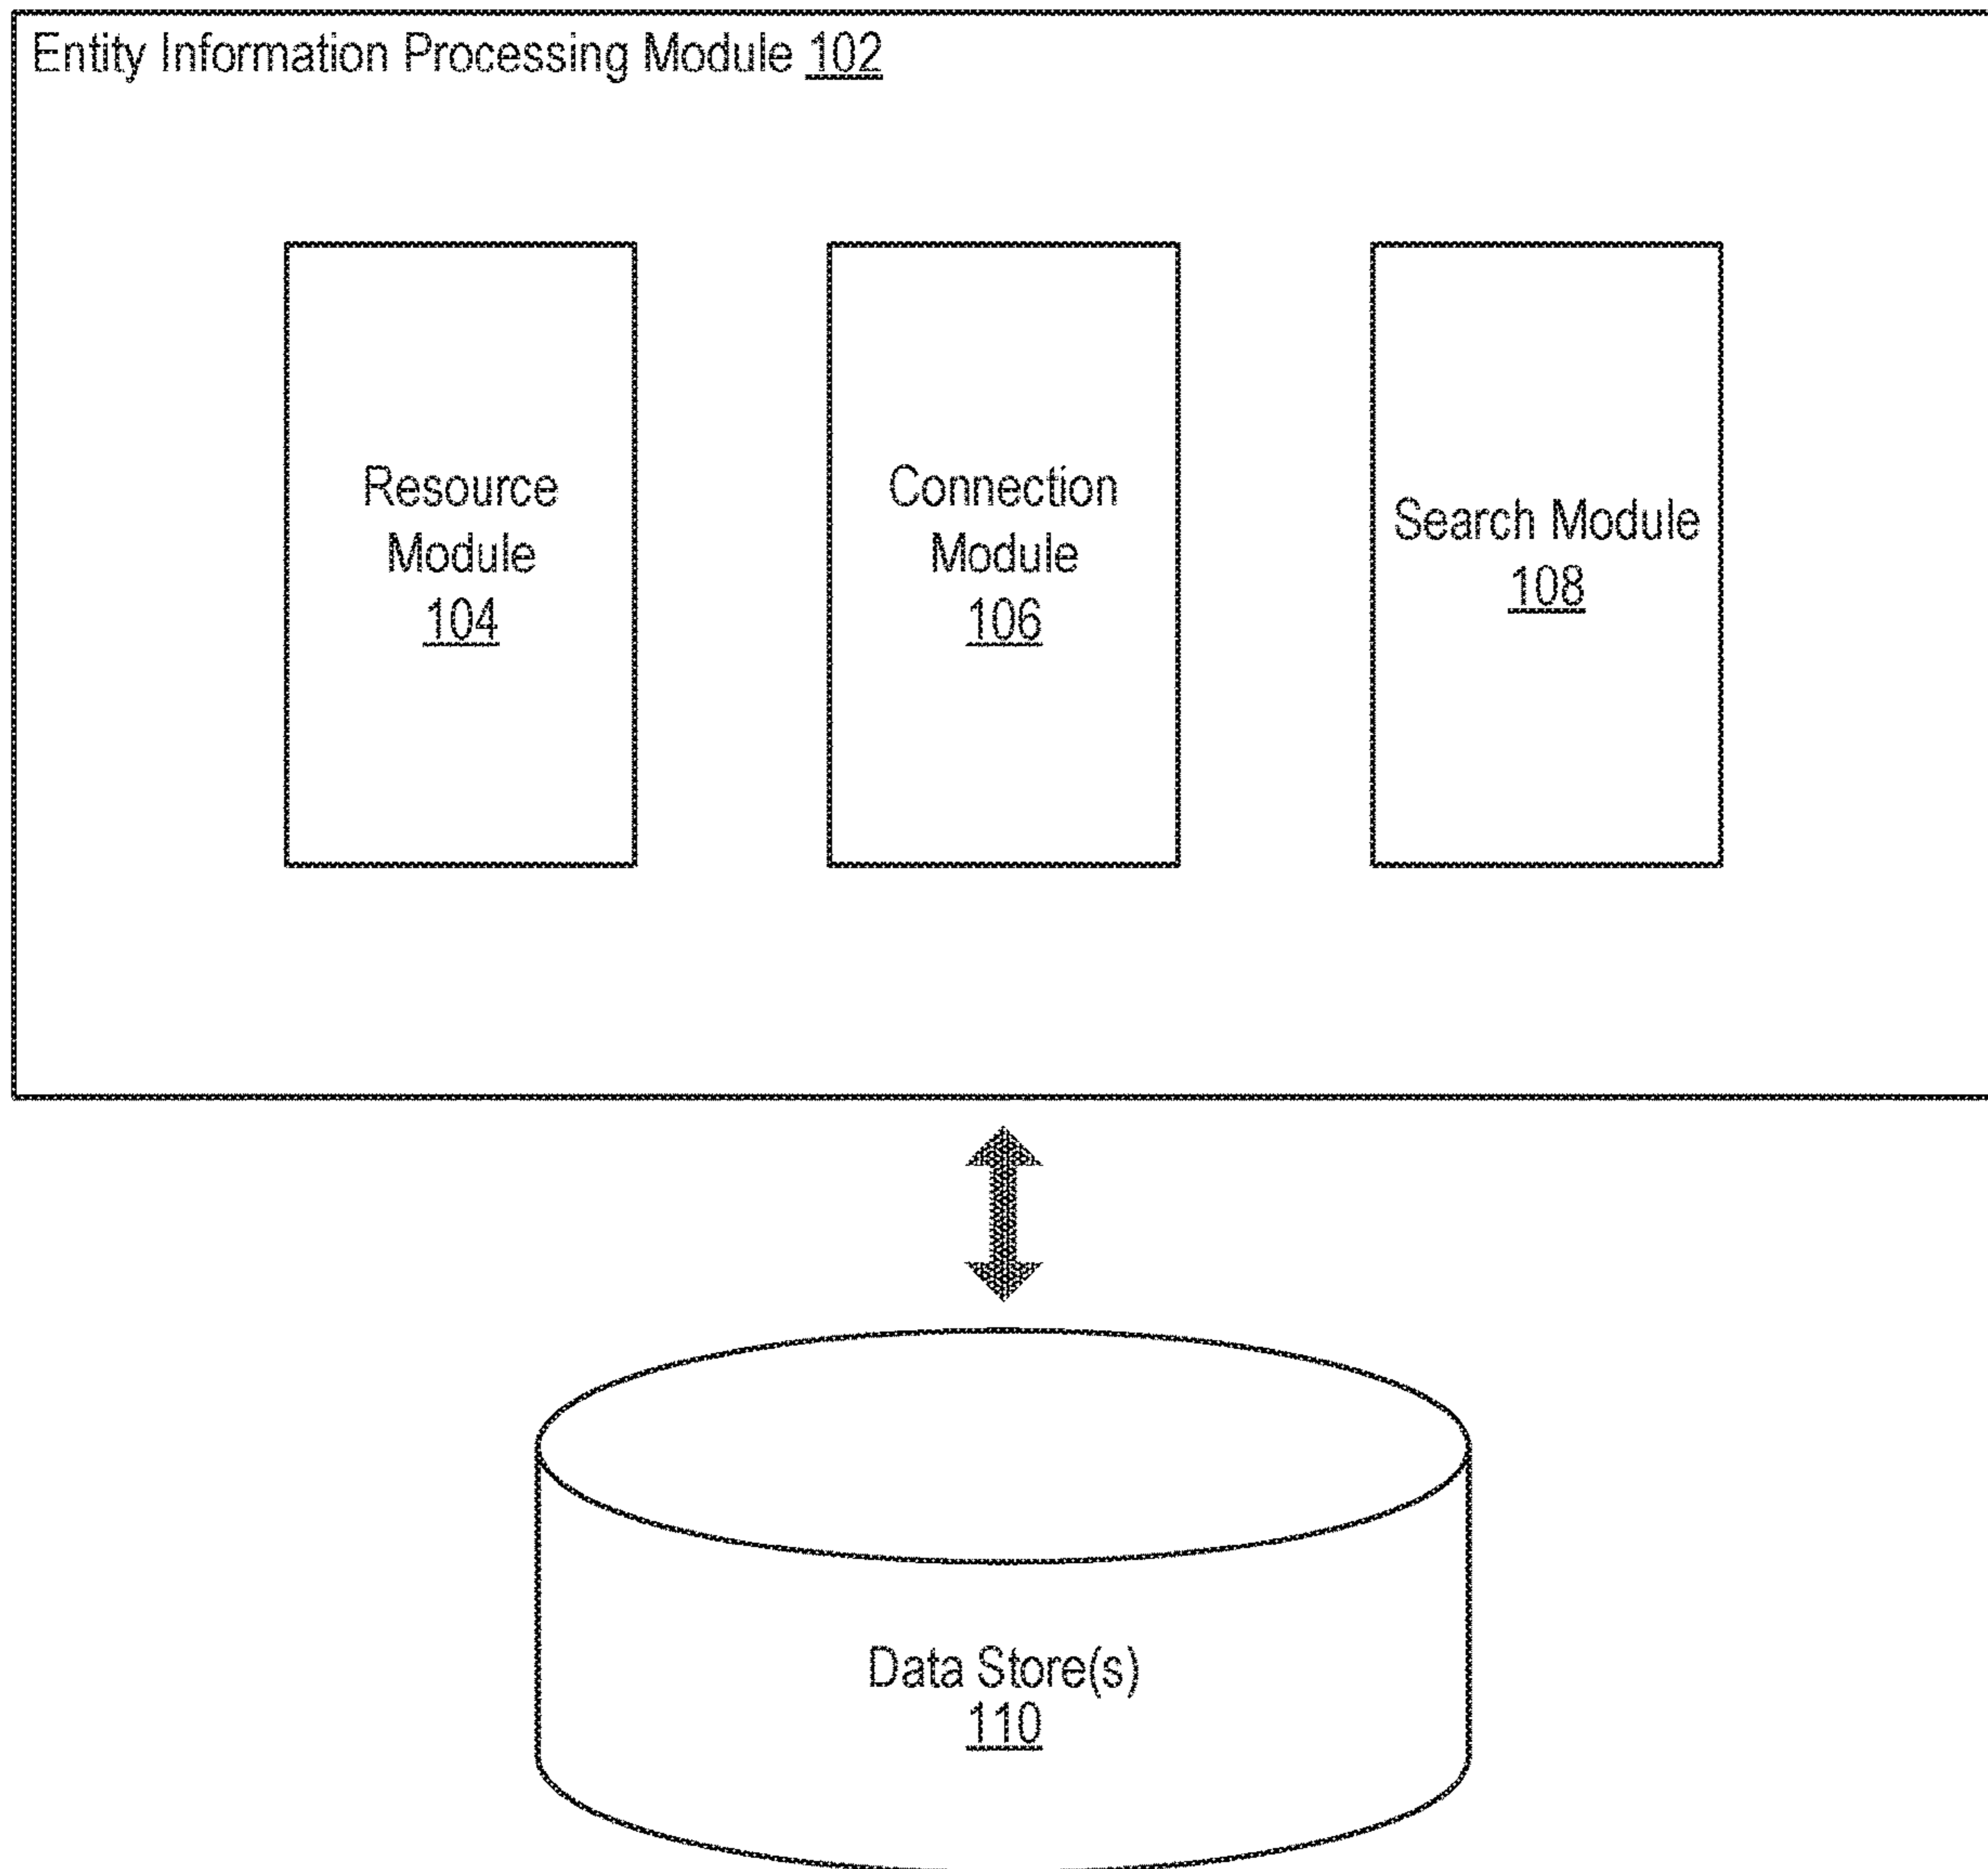 Entity Information Processing Module 102
Resource
Module
104
Connection
Module
106
Search Module
108
Data Store(s)
110